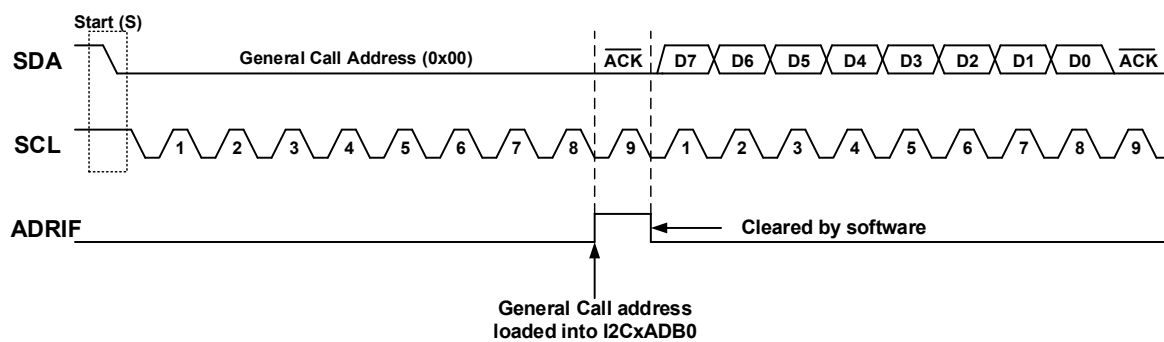 Start (S)
SDA
General Call Address (0x00)
ACK
D7
D6
D5
D4
D3
D2
D1
D0
ACK
SCL
1
2
3
4
5
6
7
8
9
1
2
3
4
5
6
7
8
9
ADRIF
Cleared by software
General Call address
loaded into I2CxADB0